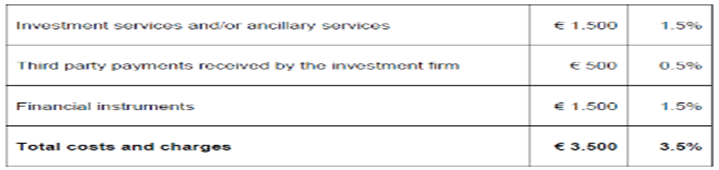 Investment services and/or ancillary services € 1.500 1.5%
Third party payments received by the investment firm € 500 0.5%
Financial instruments € 1.500 1.5%
Total costs and charges € 3.500 3.5%